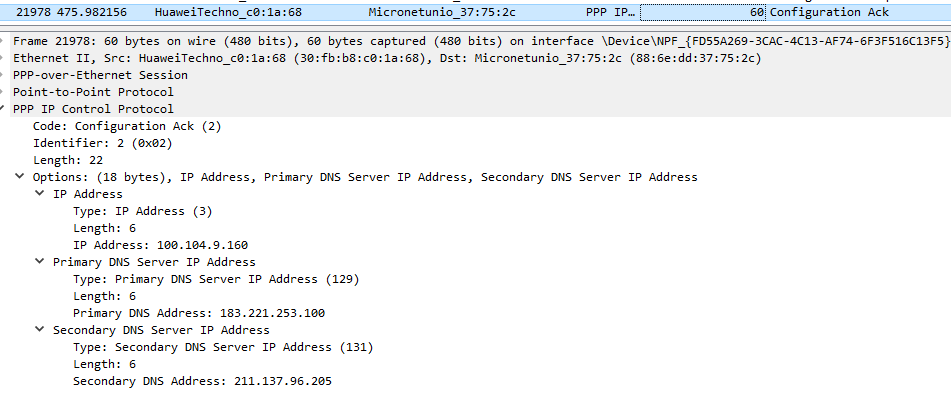 21978 475.982156 HuaweiTechno_c0:1a:68 Micronetunio_37:75:2c PPP IP… 60 Configuration Ack
Frame 21978: 60 bytes on wire (480 bits), 60 bytes captured (480 bits) on interface \Device\NPF_{FD55A269-3CAC-4C13-AF74-6F3F516C13F5}
Ethernet II, Src: HuaweiTechno_c0:1a:68 (30:fb:b8:c0:1a:68), Dst: Micronetunio_37:75:2c (88:6e:dd:37:75:2c)
PPP-over-Ethernet Session
Point-to-Point Protocol
PPP IP Control Protocol
Code: Configuration Ack (2)
Identifier: 2 (0x02)
Length: 22
Options: (18 bytes), IP Address, Primary DNS Server IP Address, Secondary DNS Server IP Address
IP Address
Type: IP Address (3)
Length: 6
IP Address: 100.104.9.160
Primary DNS Server IP Address
Type: Primary DNS Server IP Address (129)
Length: 6
Primary DNS Address: 183.221.253.100
Secondary DNS Server IP Address
Type: Secondary DNS Server IP Address (131)
Length: 6
Secondary DNS Address: 211.137.96.205